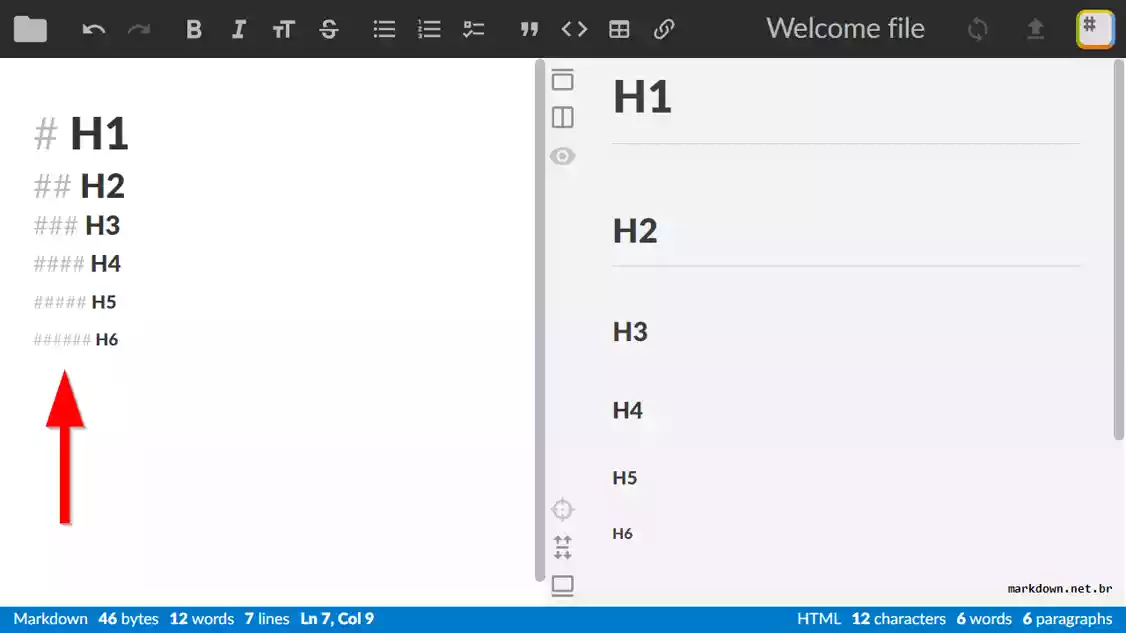 Welcome file
# H1
## H2
### H3
#### H4
##### H5
###### H6
H1
H2
H3
H4
H5
H6
markdown.net.br
Markdown 46 bytes 12 words 7 lines Ln 7, Col 9
HTML 12 characters 6 words 6 paragraphs